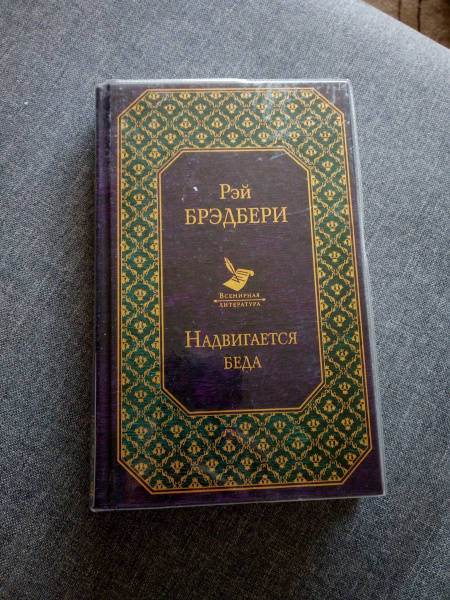 Рэй
БРЭДБЕРИ
Всемирная
литература
Надвигается
беда